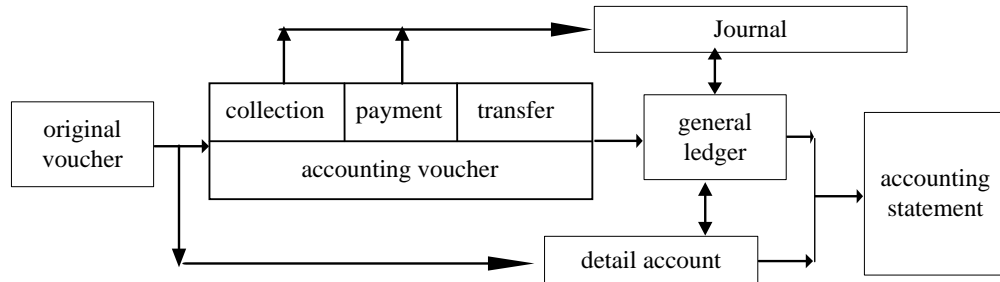 Journal
collection
payment
transfer
original
voucher
accounting voucher
general
ledger
accounting
statement
detail account